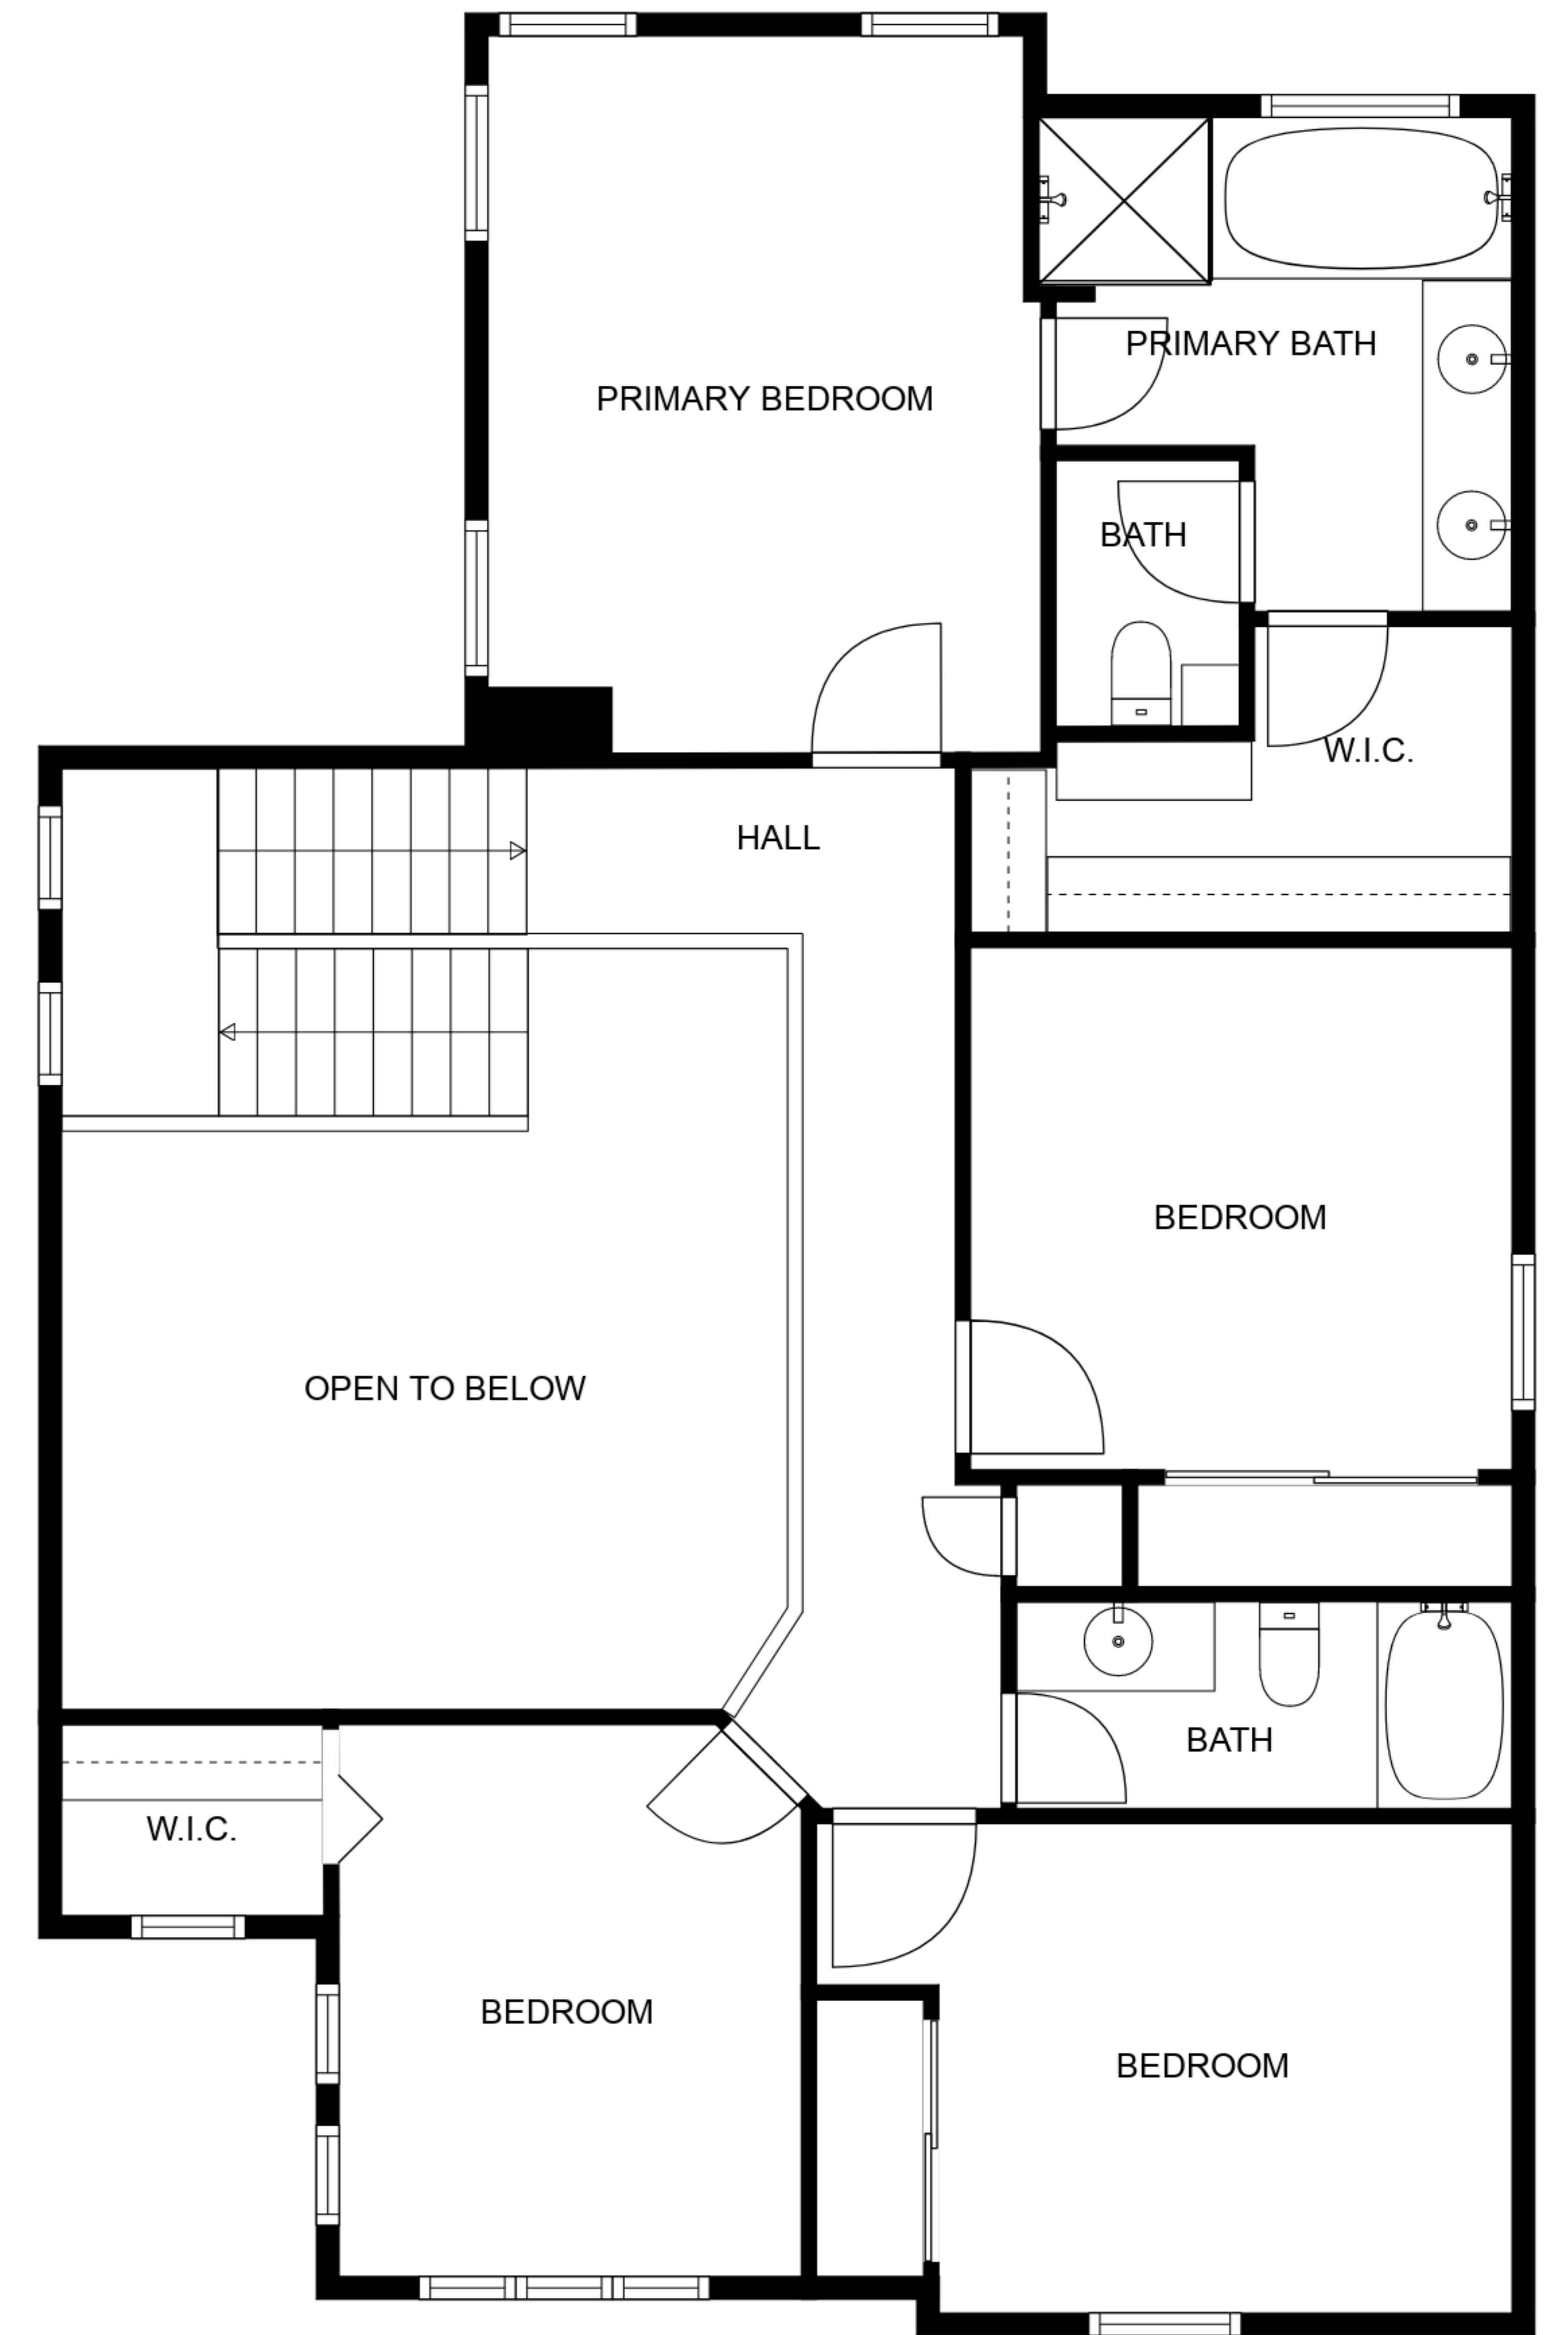 PRIMARY BATH
PRIMARY BEDROOM
BATH
W.I.C.
HALL
BEDROOM
OPEN TO BELOW
BATH
W.I.C.
BEDROOM
BEDROOM